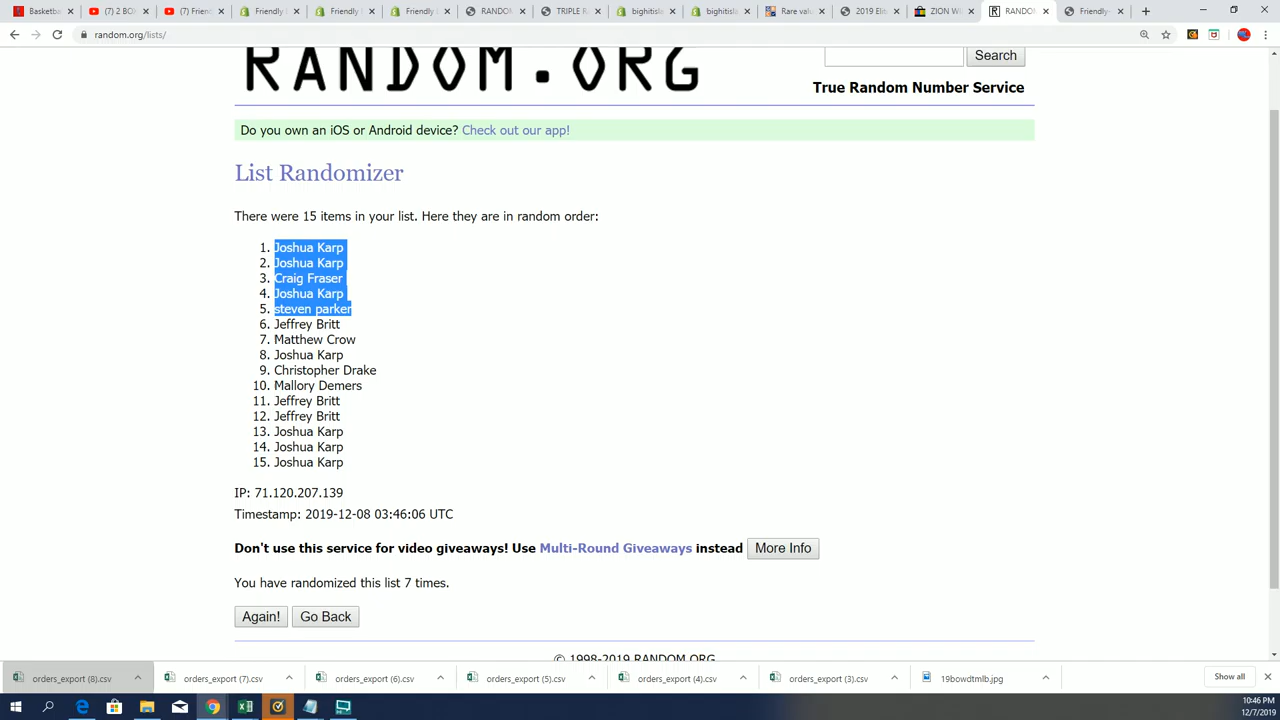 Basketbo
(7) 2 BO
(7) Friend
Friendly
Friendly
Friendly
RANDOM
TRIPLE R
bighitisla
bighitisla
Rare valu
2019 Elit
ZION WI
RANDO
Friendly-
random.org/lists/
RANDOM.ORG
Search
True Random Number Service
Do you own an iOS or Android device? Check out our app!
List Randomizer
There were 15 items in your list. Here they are in random order:
1. Joshua Karp
2. Joshua Karp
3. Craig Fraser
4. Joshua Karp
5. steven parker
6. Jeffrey Britt
7. Matthew Crow
8. Joshua Karp
9. Christopher Drake
10. Mallory Demers
11. Jeffrey Britt
12. Jeffrey Britt
13. Joshua Karp
14. Joshua Karp
15. Joshua Karp
IP: 71.120.207.139
Timestamp: 2019-12-08 03:46:06 UTC
Don't use this service for video giveaways! Use Multi-Round Giveaways instead More Info
You have randomized this list 7 times.
Again! Go Back
© 1998-2019 RANDOM.ORG
orders_export (8).csv
orders_export (7).csv
orders_export (6).csv
orders_export (5).csv
orders_export (4).csv
orders_export (3).csv
19bowdtmlb.jpg
Show all
10:46 PM
12/7/2019